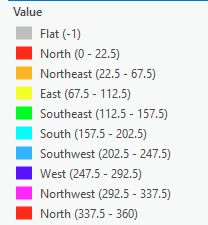 Value
Flat (-1)
North (0 - 22.5)
Northeast (22.5 - 67.5)
East (67.5 - 112.5)
Southeast (112.5 - 157.5)
South (157.5 - 202.5)
Southwest (202.5 - 247.5)
West (247.5 - 292.5)
Northwest (292.5 - 337.5)
North (337.5 - 360)